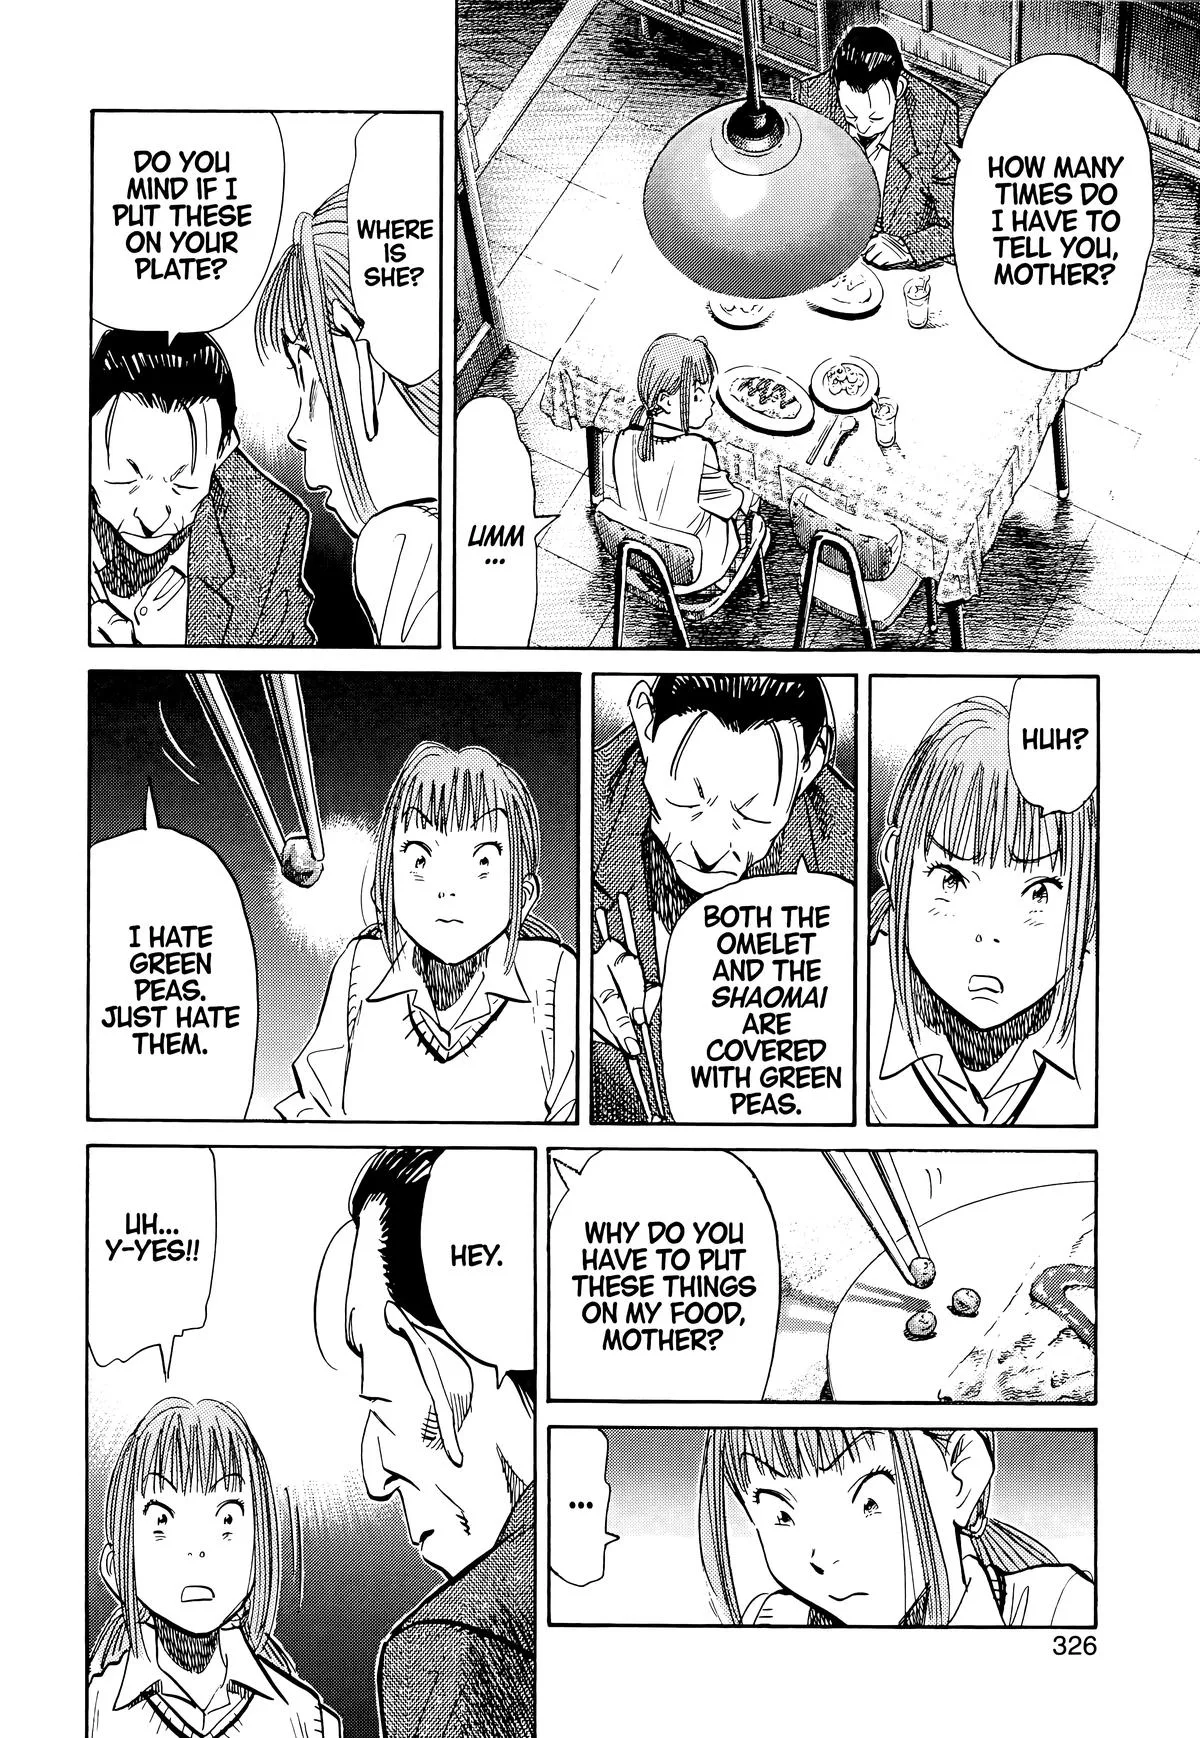 HOW MANY
TIMES DO
I HAVE TO
TELL YOU,
MOTHER?
UMM
...
WHERE
IS
SHE?
DO YOU
MIND IF I
PUT THESE
ON YOUR
PLATE?
HUH?
BOTH THE
OMELET
AND THE
SHAOMAI
ARE
COVERED
WITH GREEN
PEAS.
I HATE
GREEN
PEAS.
JUST HATE
THEM.
WHY DO YOU
HAVE TO PUT
THESE THINGS
ON MY FOOD,
MOTHER?
...
HEY.
UH...
Y-YES!!
326